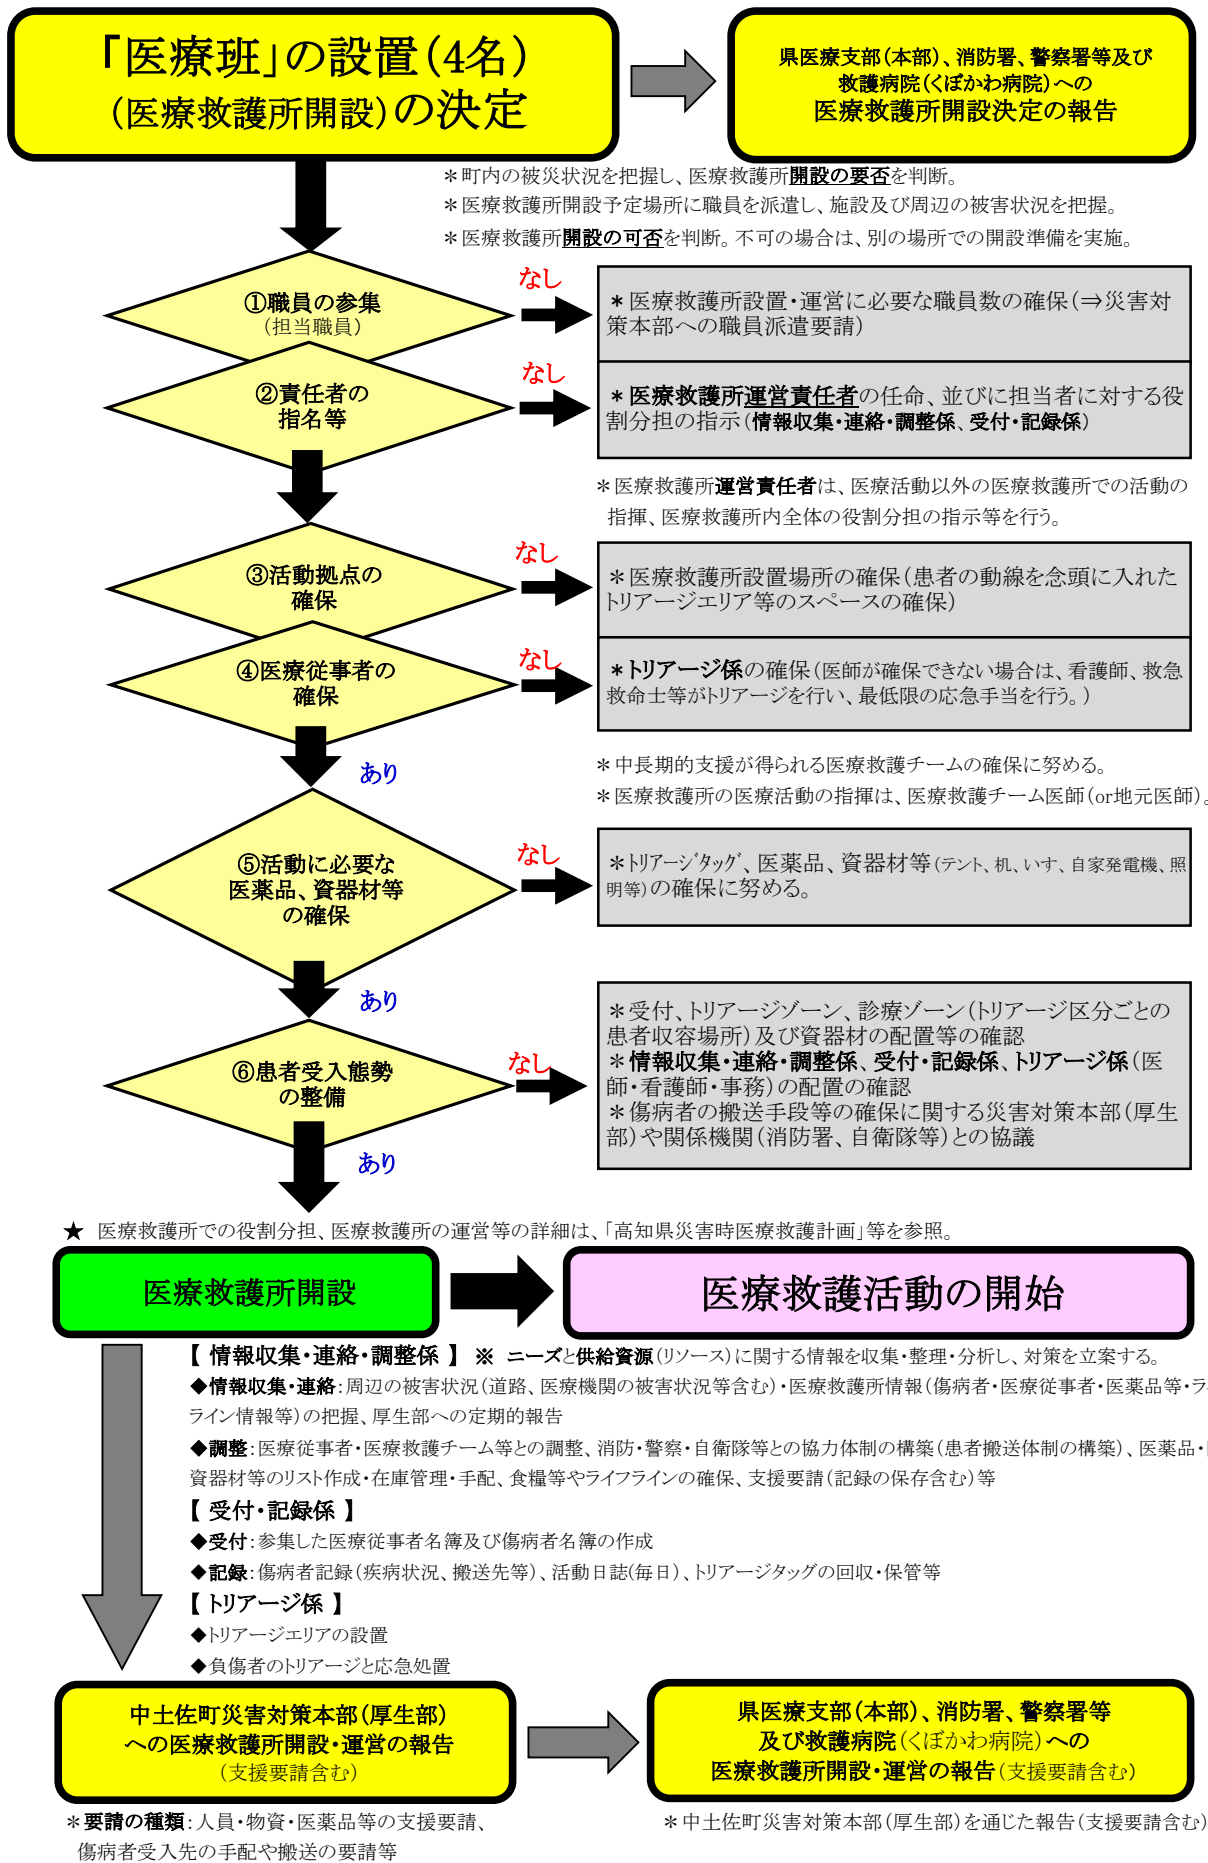 「医療班」の設置(4名)
(医療救護所開設)の決定
県医療支部(本部)、消防署、警察署等及び
救護病院(くぼかわ病院)への
医療救護所開設決定の報告
＊町内の被災状況を把握し、医療救護所開設の要否を判断。
＊医療救護所開設予定場所に職員を派遣し、施設及び周辺の被害状況を把握。
＊医療救護所開設の可否を判断。不可の場合は、別の場所での開設準備を実施。
①職員の参集
(担当職員)
なし
＊医療救護所設置・運営に必要な職員数の確保(⇒災害対
策本部への職員派遣要請)
②責任者の
指名等
なし
＊医療救護所運営責任者の任命、並びに担当者に対する役
割分担の指示(情報収集・連絡・調整係、受付・記録係)
＊医療救護所運営責任者は、医療活動以外の医療救護所での活動の
指揮、医療救護所内全体の役割分担の指示等を行う。
③活動拠点の
確保
なし
＊医療救護所設置場所の確保(患者の動線を念頭に入れた
トリアージエリア等のスペースの確保)
④医療従事者の
確保
なし
＊トリアージ係の確保(医師が確保できない場合は、看護師、救急
救命士等がトリアージを行い、最低限の応急手当を行う。)
あり
＊中長期的支援が得られる医療救護チームの確保に努める。
＊医療救護所の医療活動の指揮は、医療救護チーム医師(or地元医師)。
⑤活動に必要な
医薬品、資器材等
の確保
なし
＊ﾄﾘｱｰｼﾞﾀｯｸﾞ、医薬品、資器材等(テント、机、いす、自家発電機、照
明等)の確保に努める。
あり
⑥患者受入態勢
の整備
なし
＊受付、トリアージゾーン、診療ゾーン(トリアージ区分ごとの
患者収容場所)及び資器材の配置等の確認
＊情報収集・連絡・調整係、受付・記録係、トリアージ係(医
師・看護師・事務)の配置の確認
＊傷病者の搬送手段等の確保に関する災害対策本部(厚生
部)や関係機関(消防署、自衛隊等)との協議
あり
★ 医療救護所での役割分担、医療救護所の運営等の詳細は、「高知県災害時医療救護計画」等を参照。
医療救護所開設
医療救護活動の開始
【 情報収集・連絡・調整係 】 ※ ニーズと供給資源(リソース)に関する情報を収集・整理・分析し、対策を立案する。
◆情報収集・連絡:周辺の被害状況(道路、医療機関の被害状況等含む)・医療救護所情報(傷病者・医療従事者・医薬品等・ラ
ライン情報等)の把握、厚生部への定期的報告
◆調整:医療従事者・医療救護チーム等との調整、消防・警察・自衛隊等との協力体制の構築(患者搬送体制の構築)、医薬品・
資器材等のリスト作成・在庫管理・手配、食糧等やライフラインの確保、支援要請(記録の保存含む)等
【 受付・記録係 】
◆受付:参集した医療従事者名簿及び傷病者名簿の作成
◆記録:傷病者記録(疾病状況、搬送先等)、活動日誌(毎日)、トリアージタッグの回収・保管等
【 トリアージ係 】
◆トリアージエリアの設置
◆負傷者のトリアージと応急処置
中土佐町災害対策本部(厚生部)
への医療救護所開設・運営の報告
(支援要請含む)
県医療支部(本部)、消防署、警察署等
及び救護病院(くぼかわ病院)への
医療救護所開設・運営の報告(支援要請含む)
＊要請の種類:人員・物資・医薬品等の支援要請、
傷病者受入先の手配や搬送の要請等
＊中土佐町災害対策本部(厚生部)を通じた報告(支援要請含む)